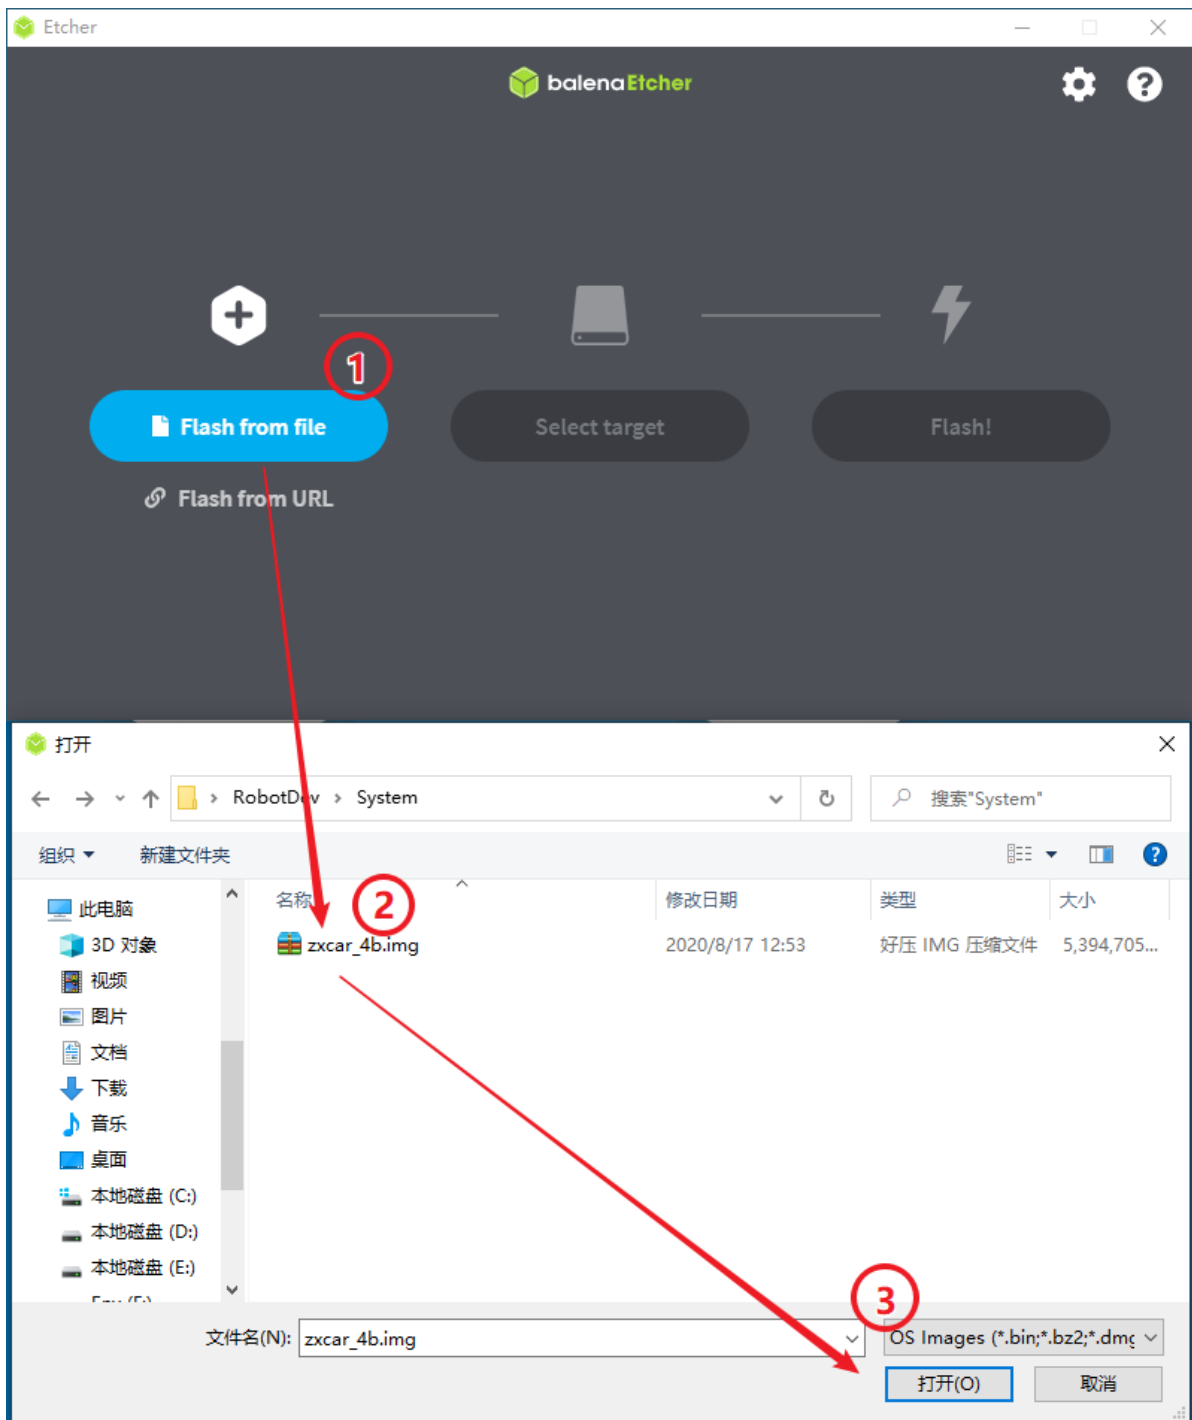 Etcher
balenaEtcher
1
Flash from file
Select target
Flash!
Flash from URL
打开
RobotDev › System
搜索"System"
组织
新建文件夹
名称
2
修改日期
类型
大小
此电脑
3D 对象
zxcar_4b.img
2020/8/17 12:53
好压 IMG 压缩文件
5,394,705...
视频
图片
文档
下载
音乐
桌面
本地磁盘 (C:)
本地磁盘 (D:)
本地磁盘 (E:)
3
文件名(N):
zxcar_4b.img
OS Images (*.bin;*.bz2;*.dmg
打开(O)
取消